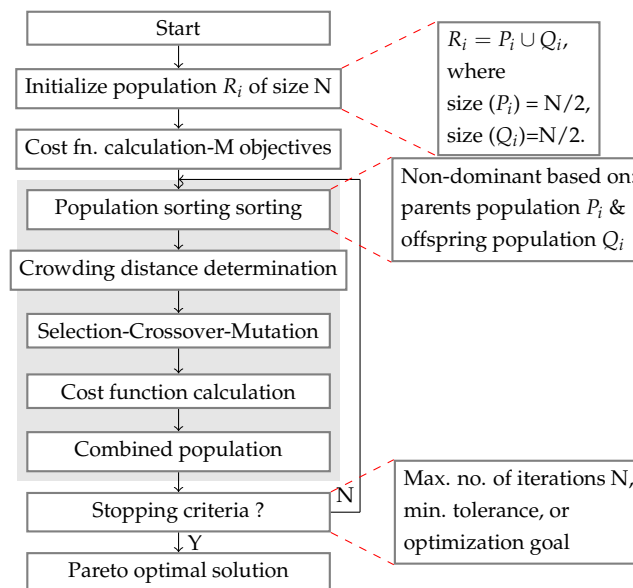 Start
Initialize population R_i of size N
R_i = P_i ∪ Q_i,
where
size (P_i) = N/2,
size (Q_i)=N/2.
Cost fn. calculation-M objectives
Population sorting sorting
Non-dominant based on:
parents population P_i &
offspring population Q_i
Crowding distance determination
Selection-Crossover-Mutation
Cost function calculation
Combined population
Stopping criteria ?
N
Max. no. of iterations N,
min. tolerance, or
optimization goal
Y
Pareto optimal solution